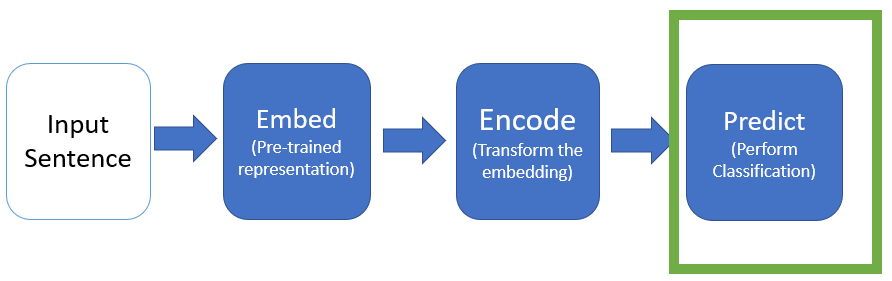 Input
Sentence
Embed
(Pre-trained
representation)
Encode
(Transform the
embedding)
Predict
(Perform
Classification)